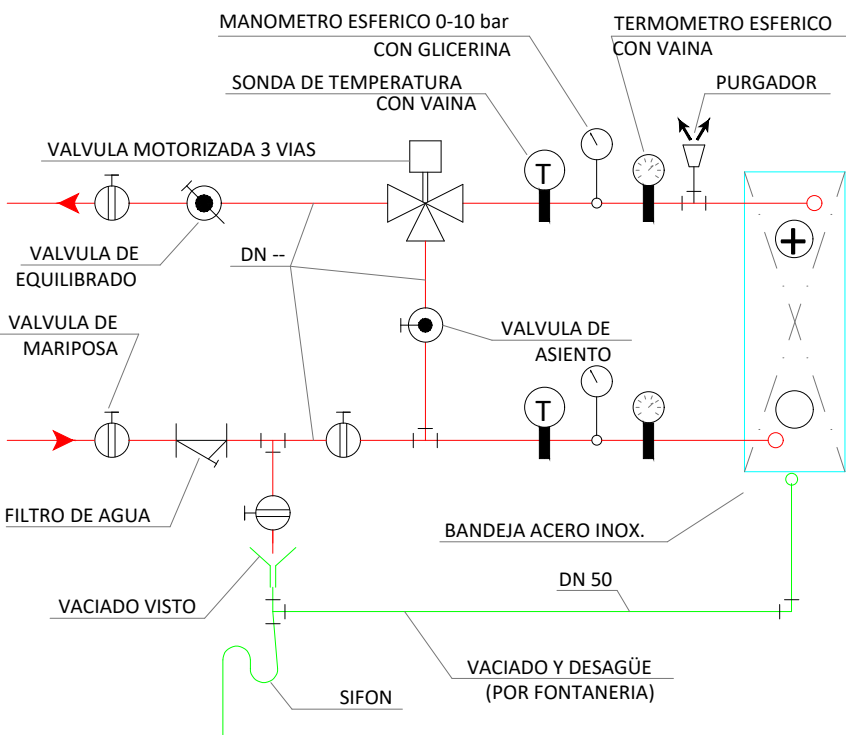 MANOMETRO ESFERICO 0-10 bar
CON GLICERINA
TERMOMETRO ESFERICO
CON VAINA
SONDA DE TEMPERATURA
CON VAINA
PURGADOR
VALVULA MOTORIZADA 3 VIAS
T
VALVULA DE
EQUILIBRADO
DN --
VALVULA DE
MARIPOSA
VALVULA DE
ASIENTO
T
FILTRO DE AGUA
BANDEJA ACERO INOX.
DN 50
VACIADO VISTO
VACIADO Y DESAGÜE
(POR FONTANERIA)
SIFON